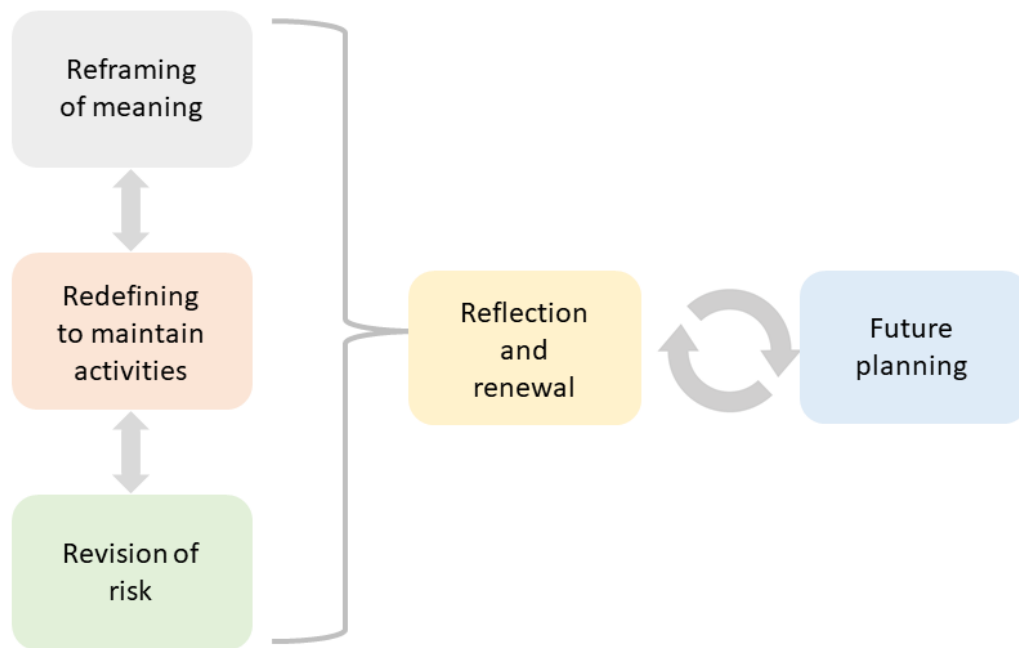 Reframing
of meaning
Redefining
to maintain
activities
Revision of
risk
Reflection
and
renewal
Future
planning